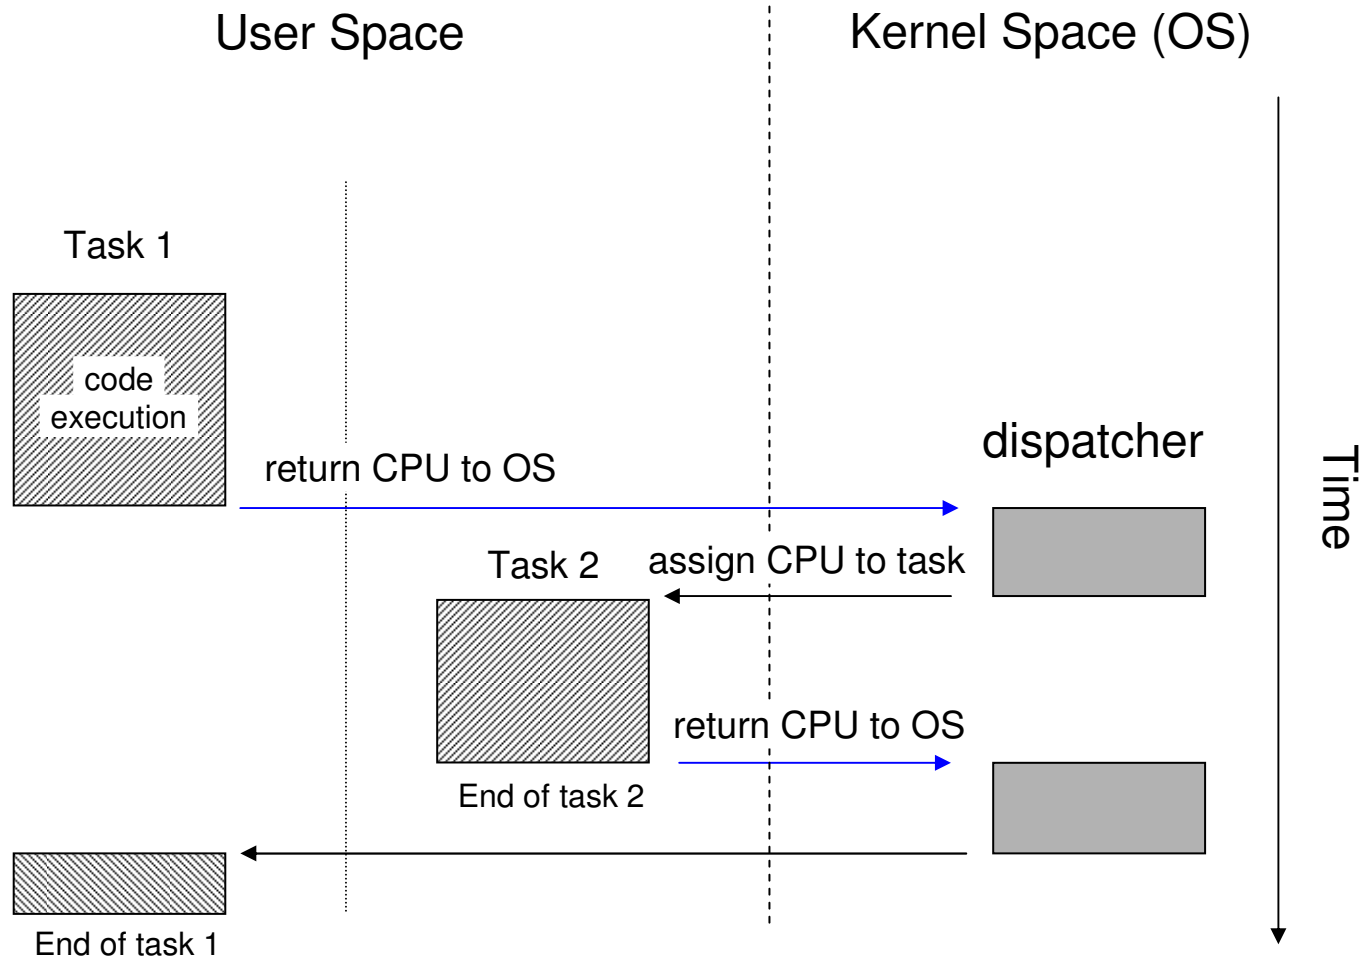 User Space
Kernel Space (OS)
Task 1
code
execution
return CPU to OS
dispatcher
Time
Task 2
assign CPU to task
return CPU to OS
End of task 2
End of task 1